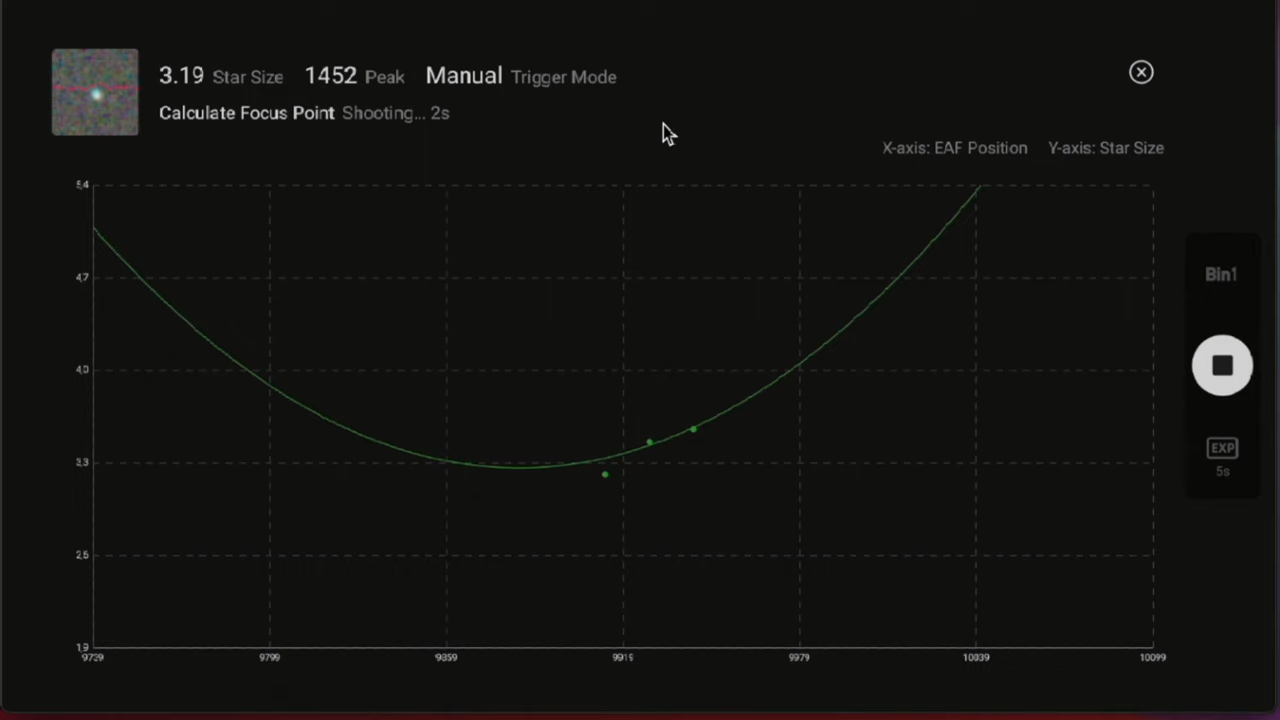 3.19 Star Size 1452 Peak Manual Trigger Mode
Calculate Focus Point Shooting... 2s
X-axis: EAF Position Y-axis: Star Size
5,4
4,7
4,0
3,3
2,6
1,9
9739 9799 9859 9919 9979 10039 10099
Bin1
EXP
5s